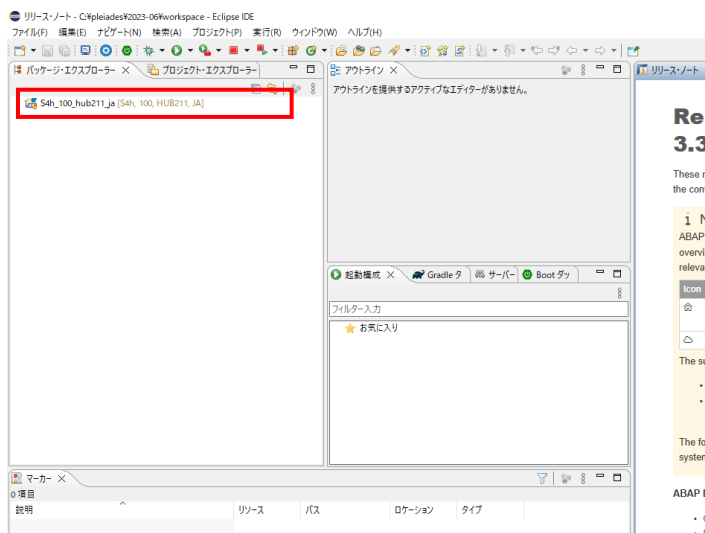 リリース・ノート - C:¥pleiades¥2023-06¥workspace - Eclipse IDE
ファイル(F) 編集(E) ナビゲート(N) 検索(A) プロジェクト(P) 実行(R) ウィンドウ(W) ヘルプ(H)
パッケージ・エクスプローラー プロジェクト・エクスプローラー
S4h_100_hub211_ja [S4h, 100, HUB211, JA]
アウトライン
アウトラインを提供するアクティブなエディターがありません。
起動構成 Gradle タ サーバー Boot ダッ
フィルター入力
お気に入り
リリース・ノート
Re
3.3
These
the con
i N
ABAP
overvi
releva
Icon
The su
The fo
system
ABAP
マーカー
0 項目
説明 リソース パス ロケーション タイプ